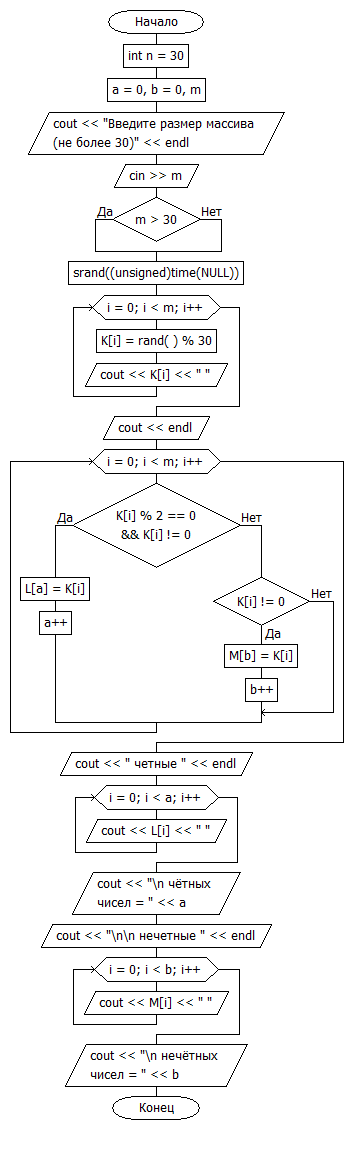 Начало
int n = 30
a = 0, b = 0, m
cout << "Введите размер массива
(не более 30)" << endl
cin >> m
Да
m > 30
Нет
srand((unsigned)time(NULL))
i = 0; i < m; i++
K[i] = rand( ) % 30
cout << K[i] << " "
cout << endl
i = 0; i < m; i++
K[i] % 2 == 0
&& K[i] != 0
Да
Нет
L[a] = K[i]
a++
K[i] != 0
Нет
Да
M[b] = K[i]
b++
cout << " четные " << endl
i = 0; i < a; i++
cout << L[i] << " "
cout << "\n чётных
чисел = " << a
cout << "\n\n нечетные " << endl
i = 0; i < b; i++
cout << M[i] << " "
cout << "\n нечётных
чисел = " << b
Конец